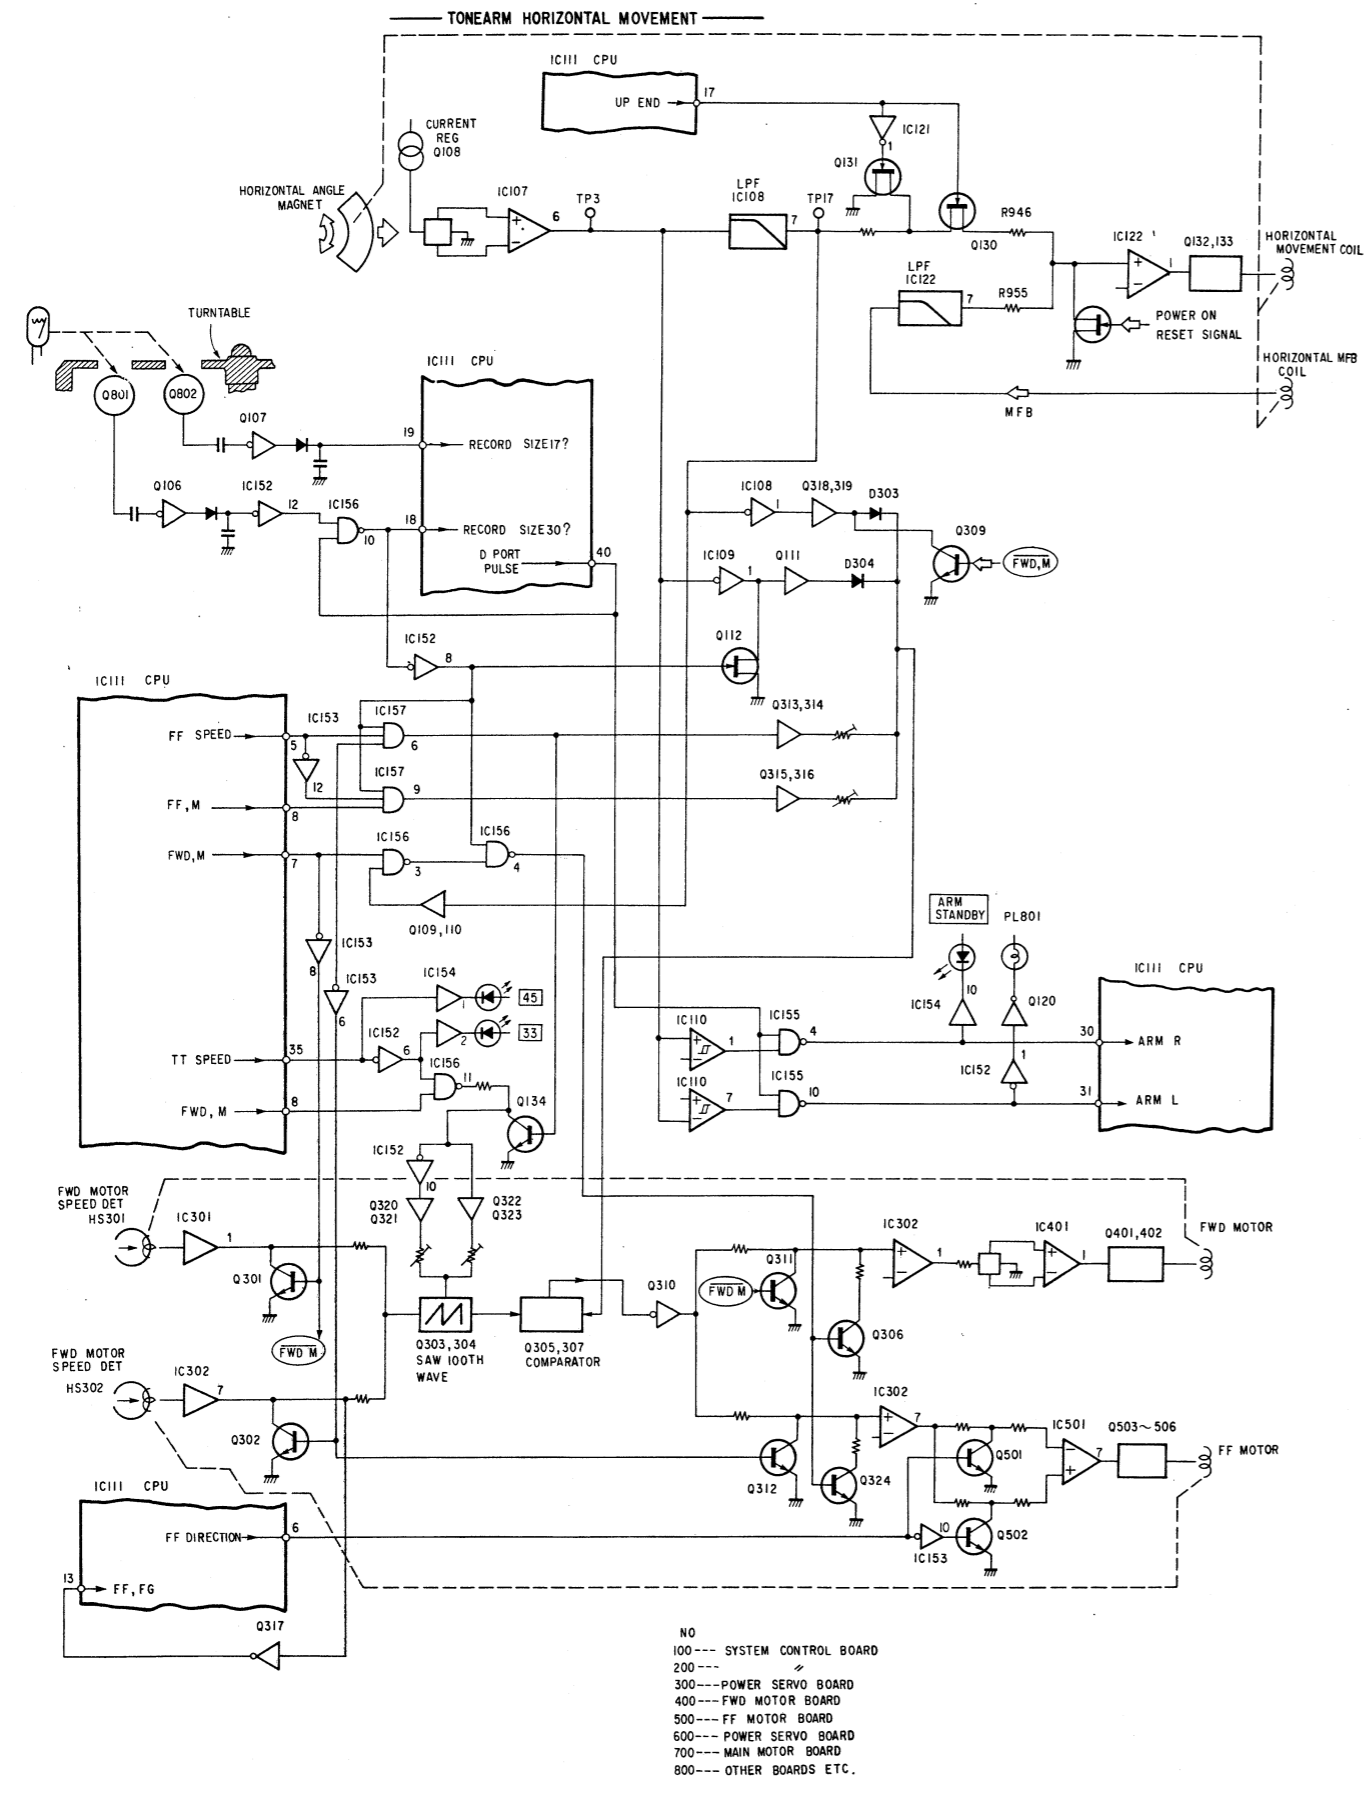 TONEARM HORIZONTAL MOVEMENT
IC111 CPU
UP END
17
IC121
1
CURRENT
REG
Q108
Q131
HORIZONTAL ANGLE
MAGNET
IC107
+
−
6
TP3
LPF
IC108
7
TP17
Q130
R946
IC122
+
−
1
Q132,133
HORIZONTAL
MOVEMENT COIL
LPF
IC122
7
R955
POWER ON
RESET SIGNAL
HORIZONTAL MFB
COIL
MFB
TURNTABLE
Q801
Q802
Q107
IC111 CPU
19
RECORD SIZE17?
Q106
IC152
12
IC156
10
18
RECORD SIZE30?
D PORT
PULSE
40
IC108
1
Q318,319
D303
Q309
FWD,M
IC109
1
Q111
D304
IC152
8
Q112
IC111 CPU
FF SPEED
5
IC153
12
IC157
6
Q313,314
IC157
9
Q315,316
FF,M
8
FWD,M
7
IC156
3
IC156
4
Q109,110
IC153
8
IC153
6
IC154
1
45
2
33
TT SPEED
35
IC152
6
IC156
11
FWD, M
8
Q134
IC152
10
Q320
Q321
Q322
Q323
ARM
STANDBY
PL801
IC154
10
Q120
IC111 CPU
IC110
+
−
1
IC155
4
30
ARM R
IC152
1
IC110
−
+
7
IC155
10
31
ARM L
FWD MOTOR
SPEED DET
HS301
IC301
1
Q301
FWD M
Q303,304
SAW 100TH
WAVE
Q305,307
COMPARATOR
Q310
FWD M
Q311
Q306
IC302
+
−
1
IC401
+
−
1
Q401,402
FWD MOTOR
FWD MOTOR
SPEED DET
HS302
IC302
7
Q302
Q312
Q324
IC302
+
−
7
Q501
IC501
−
+
7
Q503~506
FF MOTOR
IC111 CPU
FF DIRECTION
6
IC153
10
Q502
13
FF,FG
Q317
NO
100--- SYSTEM CONTROL BOARD
200--- 〃
300---POWER SERVO BOARD
400---FWD MOTOR BOARD
500---FF MOTOR BOARD
600--- POWER SERVO BOARD
700---MAIN MOTOR BOARD
800--- OTHER BOARDS ETC.